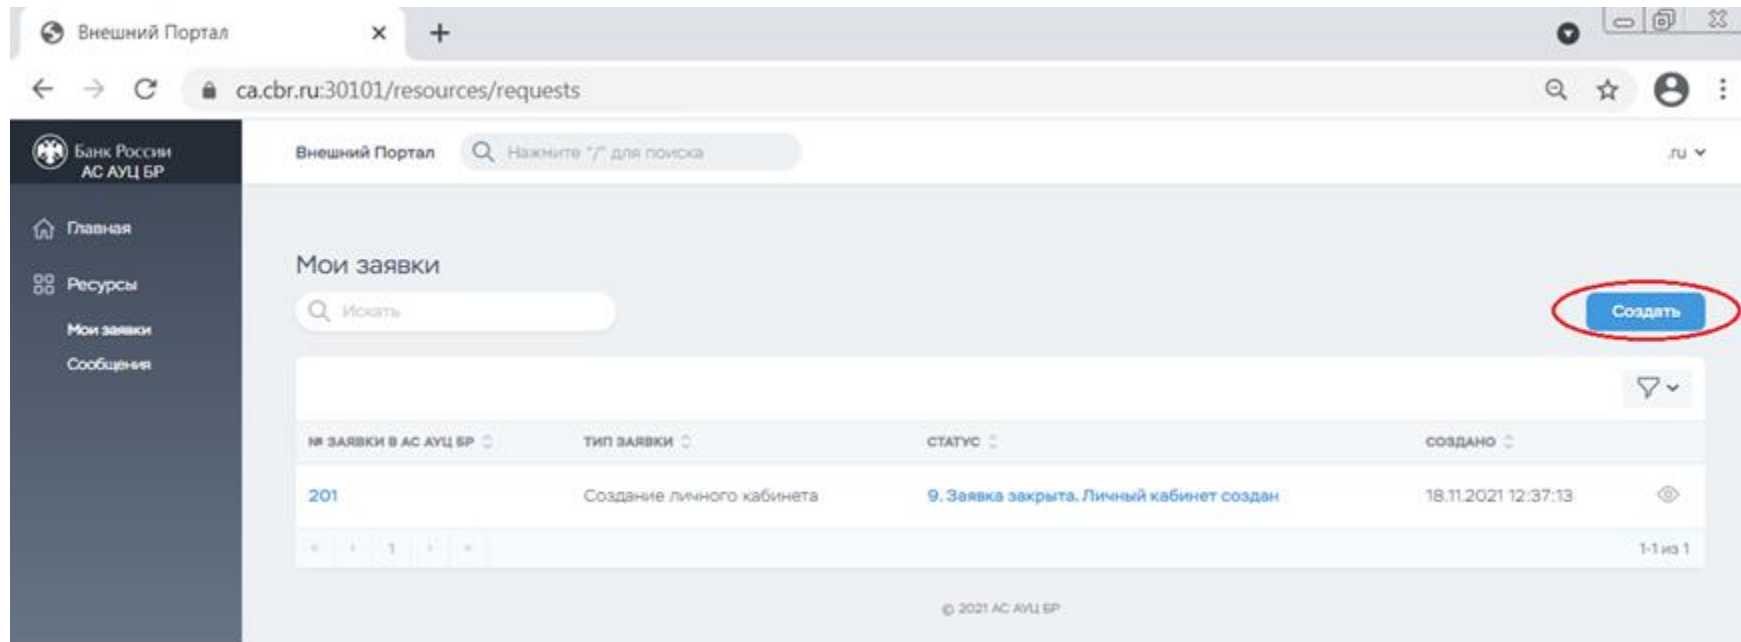 Внешний Портал
ca.cbr.ru:30101/resources/requests
Банк России
АС АУЦ БР
Внешний Портал
Нажмите "/" для поиска
.ru
Главная
Ресурсы
Мои заявки
Сообщения
Мои заявки
Искать
Создать
№ ЗАЯВКИ В АС АУЦ БР ТИП ЗАЯВКИ СТАТУС СОЗДАНО
201 Создание личного кабинета 9. Заявка закрыта. Личный кабинет создан 18.11.2021 12:37:13
« ‹ 1 › » 1-1 из 1
© 2021 АС АУЦ БР